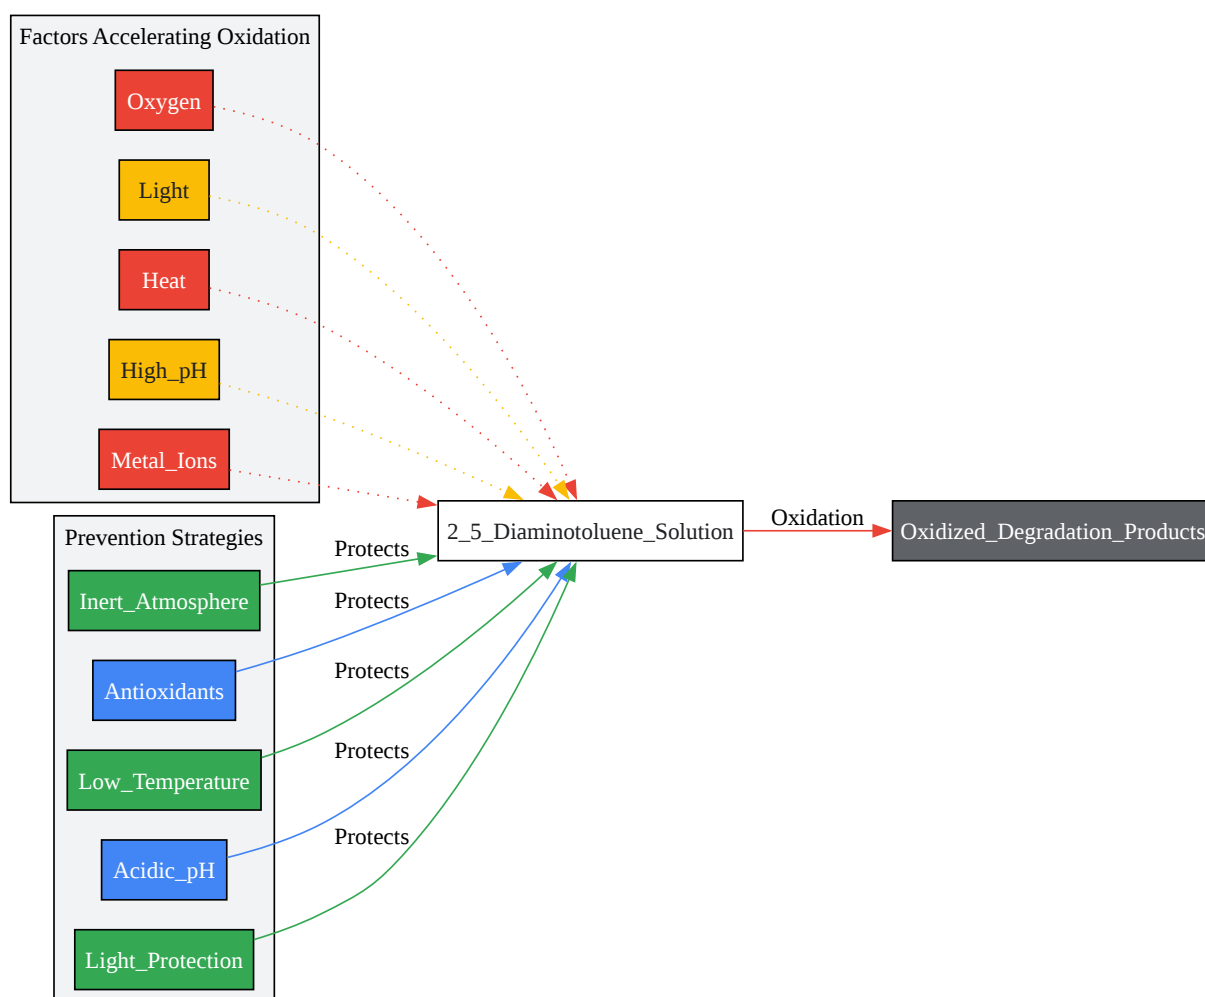 Factors Accelerating Oxidation
Oxygen
Light
Heat
High_pH
Metal_Ions
Prevention Strategies
Inert_Atmosphere
Antioxidants
Low_Temperature
Acidic_pH
Light_Protection
Protects
Protects
Protects
Protects
Protects
2_5_Diaminotoluene_Solution
Oxidation
Oxidized_Degradation_Products